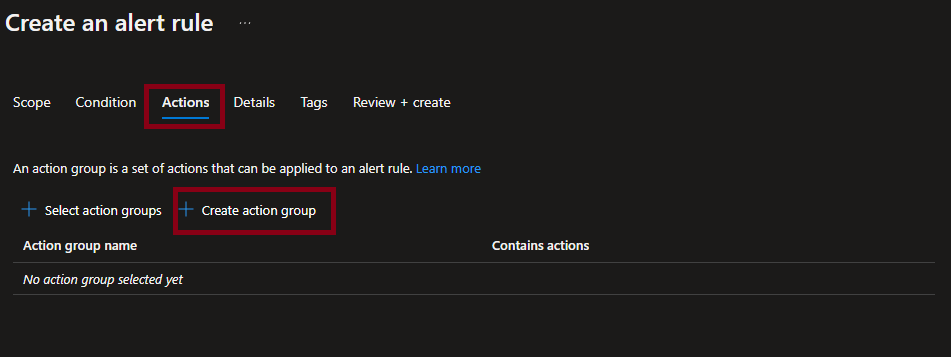 Create an alert rule ...
Scope Condition Actions Details Tags Review + create
An action group is a set of actions that can be applied to an alert rule. Learn more
+ Select action groups + Create action group
Action group name Contains actions
No action group selected yet